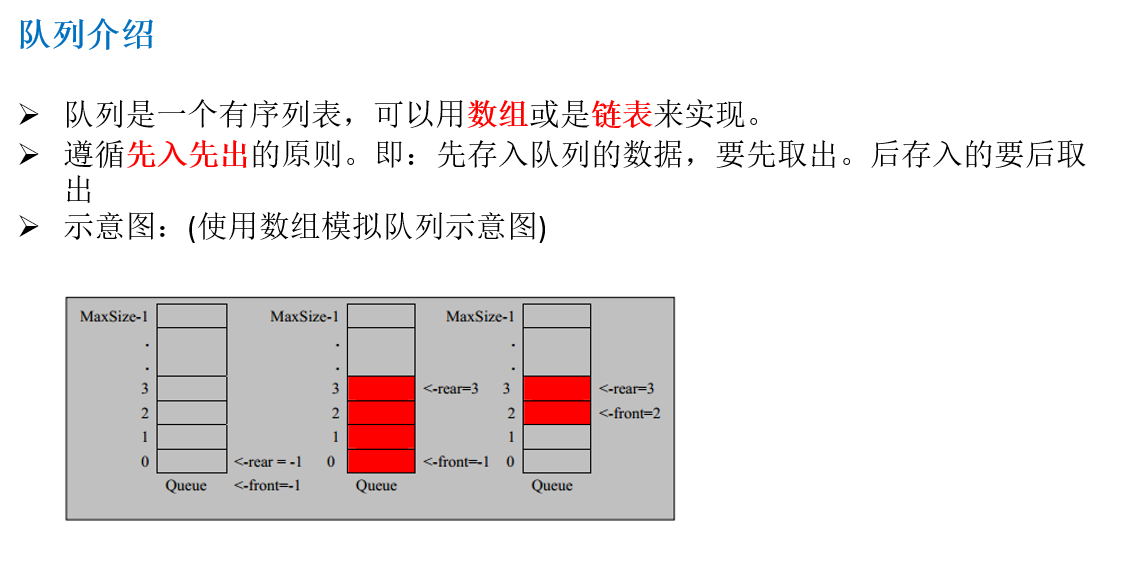 队列介绍
➢ 队列是一个有序列表，可以用数组或是链表来实现。
➢ 遵循先入先出的原则。即：先存入队列的数据，要先取出。后存入的要后取
出
➢ 示意图：(使用数组模拟队列示意图)
MaxSize-1 MaxSize-1 MaxSize-1
. . .
. . .
3 3 <-rear=3 3 <-rear=3
2 2 2 <-front=2
1 1 1
0 <-rear = -1 0 <-front=-1 0
Queue <-front=-1 Queue Queue